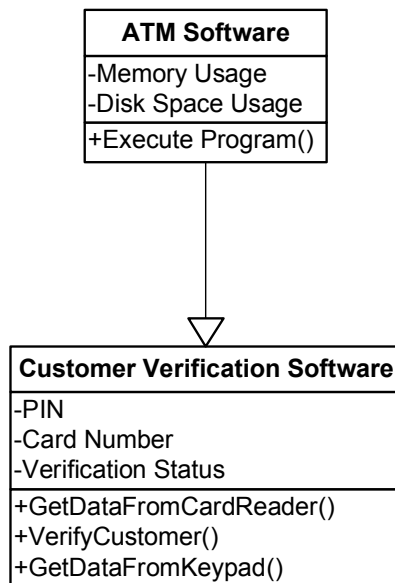 ATM Software
-Memory Usage
-Disk Space Usage
+Execute Program()
Customer Verification Software
-PIN
-Card Number
-Verification Status
+GetDataFromCardReader()
+VerifyCustomer()
+GetDataFromKeypad()